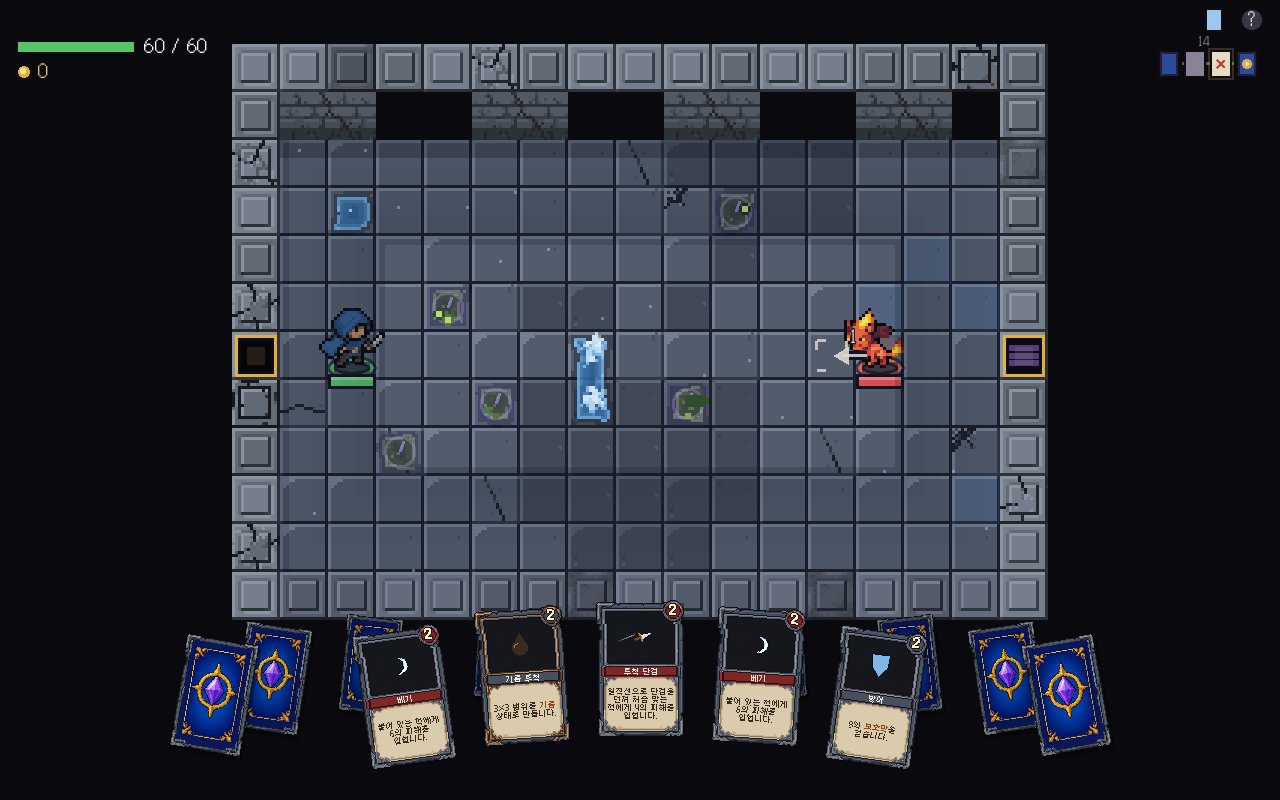 60 / 60
?
0
14
2
베기
붙어 있는 적에게
6의 피해를
입힙니다.
2
기름 투척
3×3 범위를 기름
상태로 만듭니다.
2
투척 단검
일직선으로 단검을
던져 처음 맞는
적에게 4의 피해를
입힙니다.
2
베기
붙어 있는 적에게
6의 피해를
입힙니다.
2
방어
8의 보호막을
얻습니다.